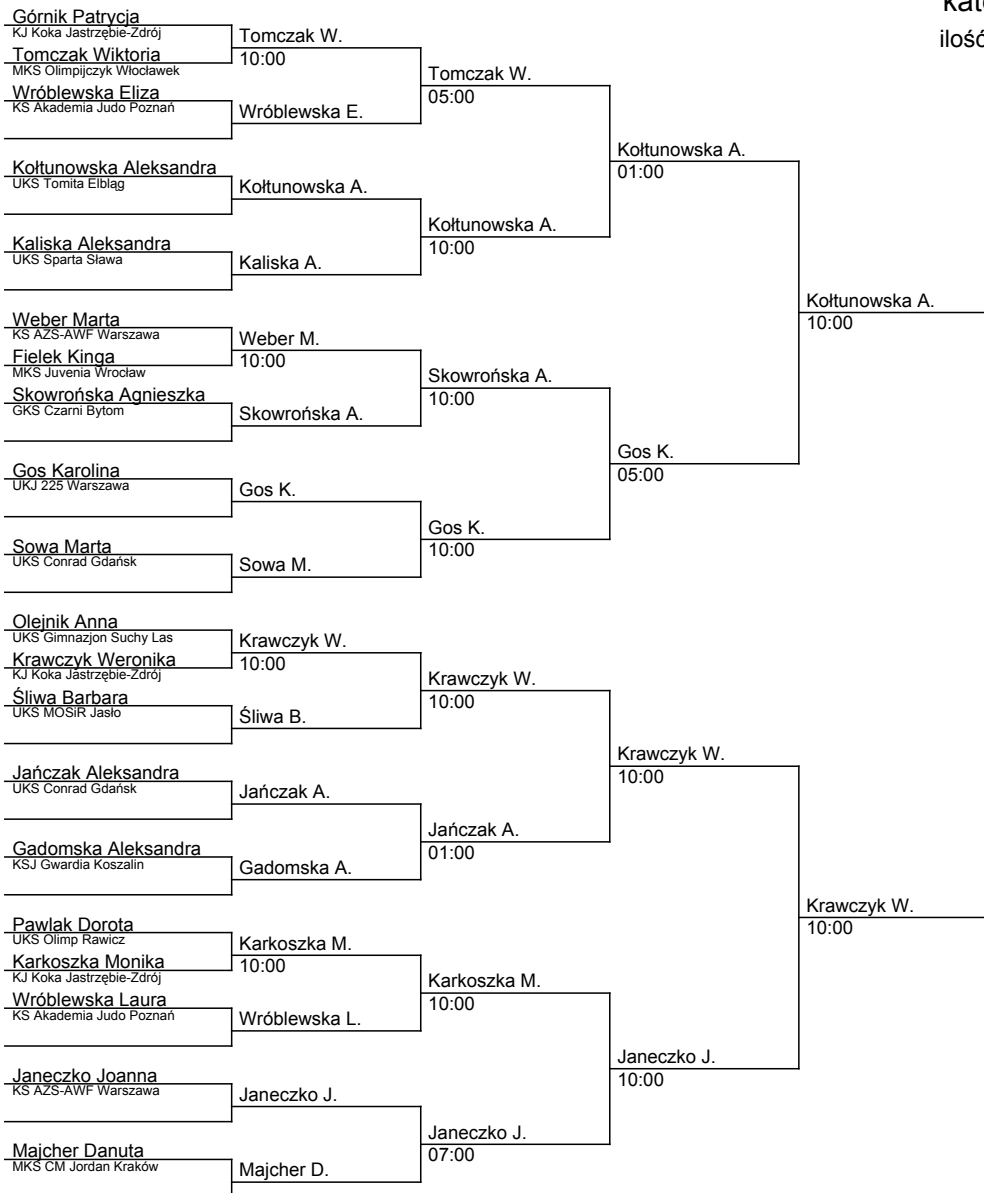 kate
ilość
Górnik Patrycja
KJ Koka Jastrzębie-Zdrój
Tomczak Wiktoria
MKS Olimpijczyk Włocławek
Wróblewska Eliza
KS Akademia Judo Poznań
Kołtunowska Aleksandra
UKS Tomita Elbląg
Kaliska Aleksandra
UKS Sparta Sława
Weber Marta
KS AZS-AWF Warszawa
Fielek Kinga
MKS Juvenia Wrocław
Skowrońska Agnieszka
GKS Czarni Bytom
Gos Karolina
UKJ 225 Warszawa
Sowa Marta
UKS Conrad Gdańsk
Olejnik Anna
UKS Gimnazjon Suchy Las
Krawczyk Weronika
KJ Koka Jastrzębie-Zdrój
Śliwa Barbara
UKS MOSiR Jasło
Jańczak Aleksandra
UKS Conrad Gdańsk
Gadomska Aleksandra
KSJ Gwardia Koszalin
Pawlak Dorota
UKS Olimp Rawicz
Karkoszka Monika
KJ Koka Jastrzębie-Zdrój
Wróblewska Laura
KS Akademia Judo Poznań
Janeczko Joanna
KS AZS-AWF Warszawa
Majcher Danuta
MKS CM Jordan Kraków
Tomczak W.
10:00
Wróblewska E.
Kołtunowska A.
Kaliska A.
Weber M.
10:00
Skowrońska A.
Gos K.
Sowa M.
Krawczyk W.
10:00
Śliwa B.
Jańczak A.
Gadomska A.
Karkoszka M.
10:00
Wróblewska L.
Janeczko J.
Majcher D.
Tomczak W.
05:00
Kołtunowska A.
10:00
Skowrońska A.
10:00
Gos K.
10:00
Krawczyk W.
10:00
Jańczak A.
01:00
Karkoszka M.
10:00
Janeczko J.
07:00
Kołtunowska A.
01:00
Gos K.
05:00
Krawczyk W.
10:00
Janeczko J.
10:00
Kołtunowska A.
10:00
Krawczyk W.
10:00